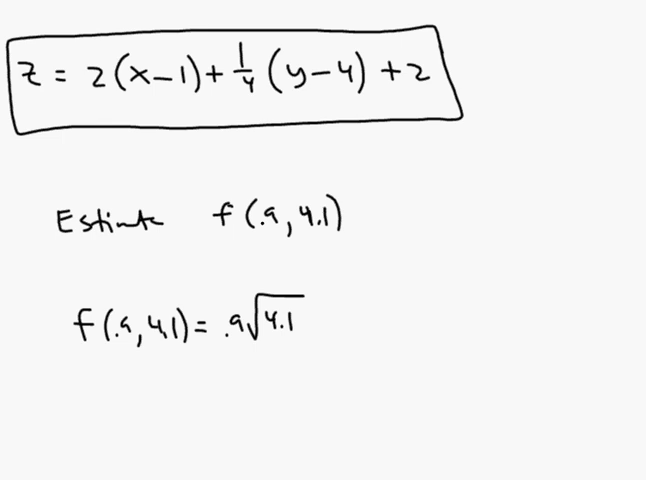 z = 2(x-1)+¼(y-4)+2
Estimate f(.9,4.1)
f(.9,4.1)= .9√4.1